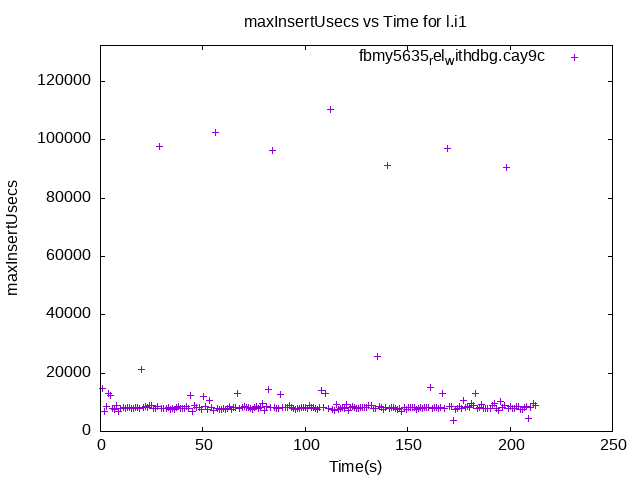 maxInsertUsecs vs Time for l.i1
fbmy5635relwithdbg.cay9c
120000
100000
80000
60000
40000
20000
0
maxInsertUsecs
0 50 100 150 200 250
Time(s)